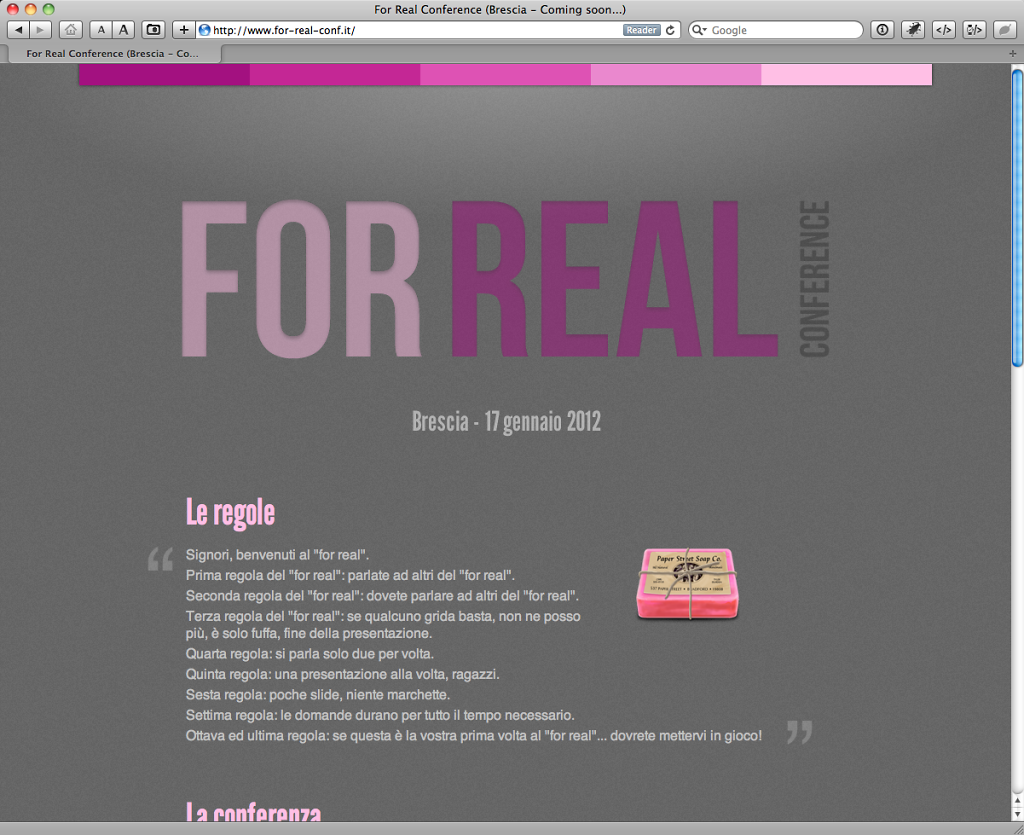 For Real Conference (Brescia – Coming soon...)
A A
http://www.for-real-conf.it/
Reader
Google
For Real Conference (Brescia – Co...
FOR REAL CONFERENCE
Brescia - 17 gennaio 2012
Le regole
“ Signori, benvenuti al "for real".
Prima regola del "for real": parlate ad altri del "for real".
Seconda regola del "for real": dovete parlare ad altri del "for real".
Terza regola del "for real": se qualcuno grida basta, non ne posso
più, è solo fuffa, fine della presentazione.
Quarta regola: si parla solo due per volta.
Quinta regola: una presentazione alla volta, ragazzi.
Sesta regola: poche slide, niente marchette.
Settima regola: le domande durano per tutto il tempo necessario.
Ottava ed ultima regola: se questa è la vostra prima volta al "for real"... dovrete mettervi in gioco! ”
Paper Street Soap Co.
La conferenza